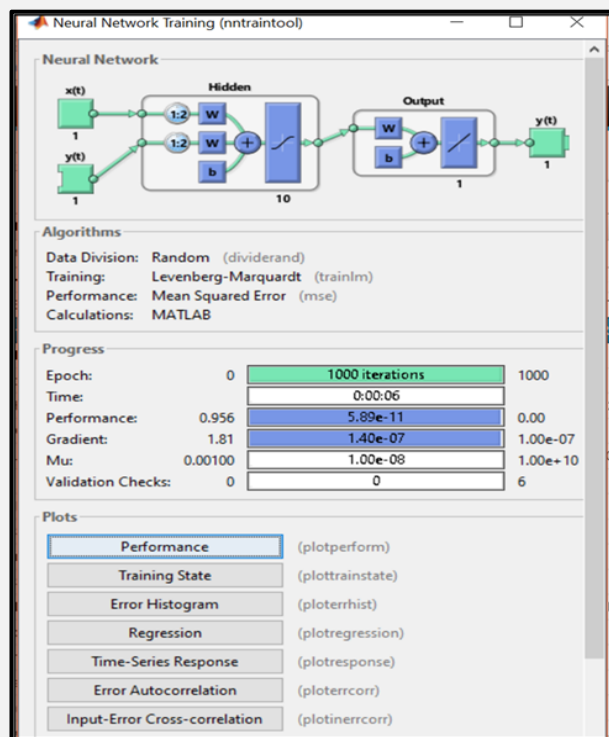 Neural Network Training (nntraintool)
Neural Network
Hidden
x(t)
1:2 W
1
Output
y(t)
1:2 W
W
y(t)
b
b
1
10
1
1
Algorithms
Data Division: Random (dividerand)
Training: Levenberg-Marquardt (trainlm)
Performance: Mean Squared Error (mse)
Calculations: MATLAB
Progress
Epoch: 0 1000 iterations 1000
Time: 0:00:06
Performance: 0.956 5.89e-11 0.00
Gradient: 1.81 1.40e-07 1.00e-07
Mu: 0.00100 1.00e-08 1.00e+10
Validation Checks: 0 0 6
Plots
Performance (plotperform)
Training State (plottrainstate)
Error Histogram (ploterrhist)
Regression (plotregression)
Time-Series Response (plotresponse)
Error Autocorrelation (ploterrcorr)
Input-Error Cross-correlation (plotinerrcorr)